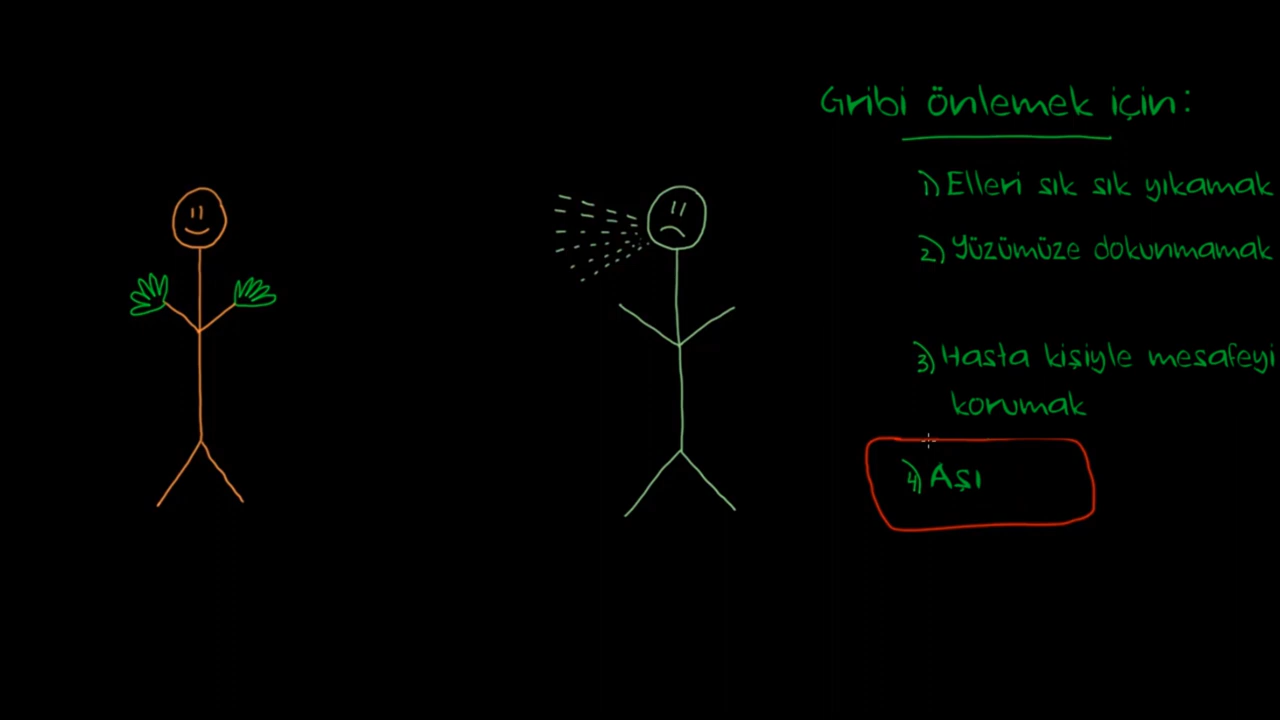 Gribi önlemek için:
1) Elleri sık sık yıkamak
2) Yüzümüze dokunmamak
3) Hasta kişiyle mesafeyi
korumak
4) Aşı